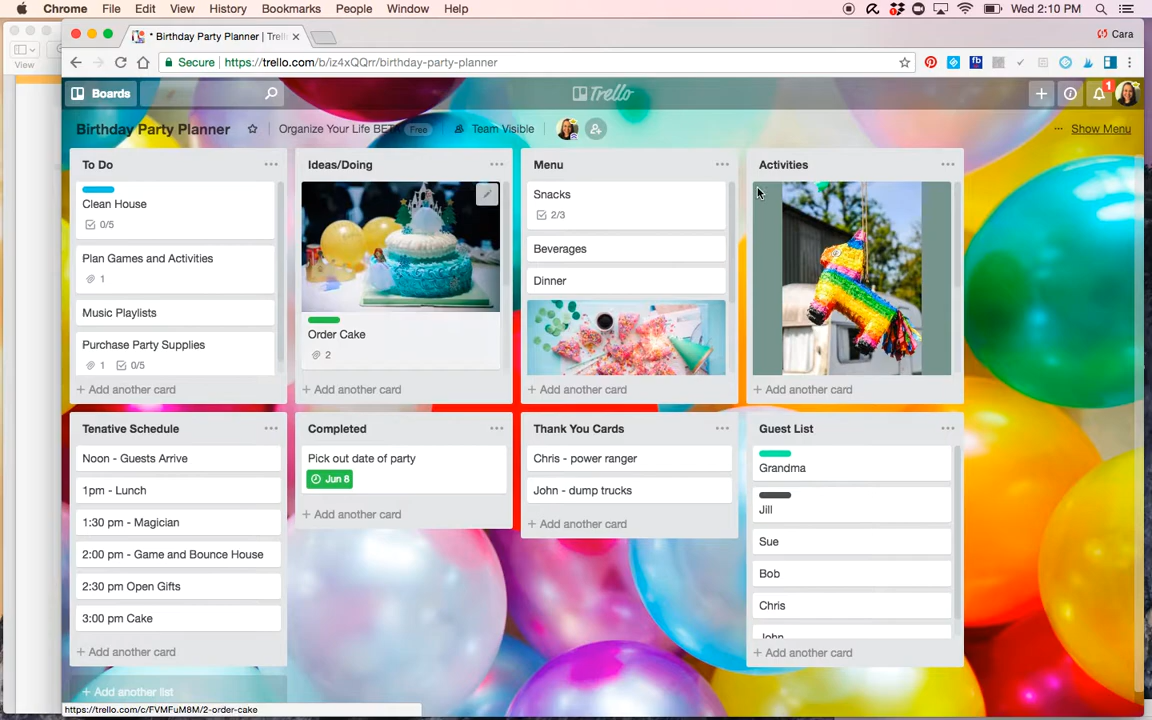 Chrome File Edit View History Bookmarks People Window Help Wed 2:10 PM
Birthday Party Planner | Trell Cara
View
Secure https://trello.com/b/iz4xQQrr/birthday-party-planner
Boards Trello 1
Birthday Party Planner Organize Your Life BETA Free Team Visible ... Show Menu
To Do
Clean House
0/5
Plan Games and Activities
1
Music Playlists
Purchase Party Supplies
1 0/5
+ Add another card
Ideas/Doing
Order Cake
2
+ Add another card
Menu
Snacks
2/3
Beverages
Dinner
+ Add another card
Activities
+ Add another card
Tenative Schedule
Noon - Guests Arrive
1pm - Lunch
1:30 pm - Magician
2:00 pm - Game and Bounce House
2:30 pm Open Gifts
3:00 pm Cake
+ Add another card
Completed
Pick out date of party
Jun 8
+ Add another card
Thank You Cards
Chris - power ranger
John - dump trucks
+ Add another card
Guest List
Grandma
Jill
Sue
Bob
Chris
John
+ Add another card
+ Add another list
https://trello.com/c/FVMFuM8M/2-order-cake